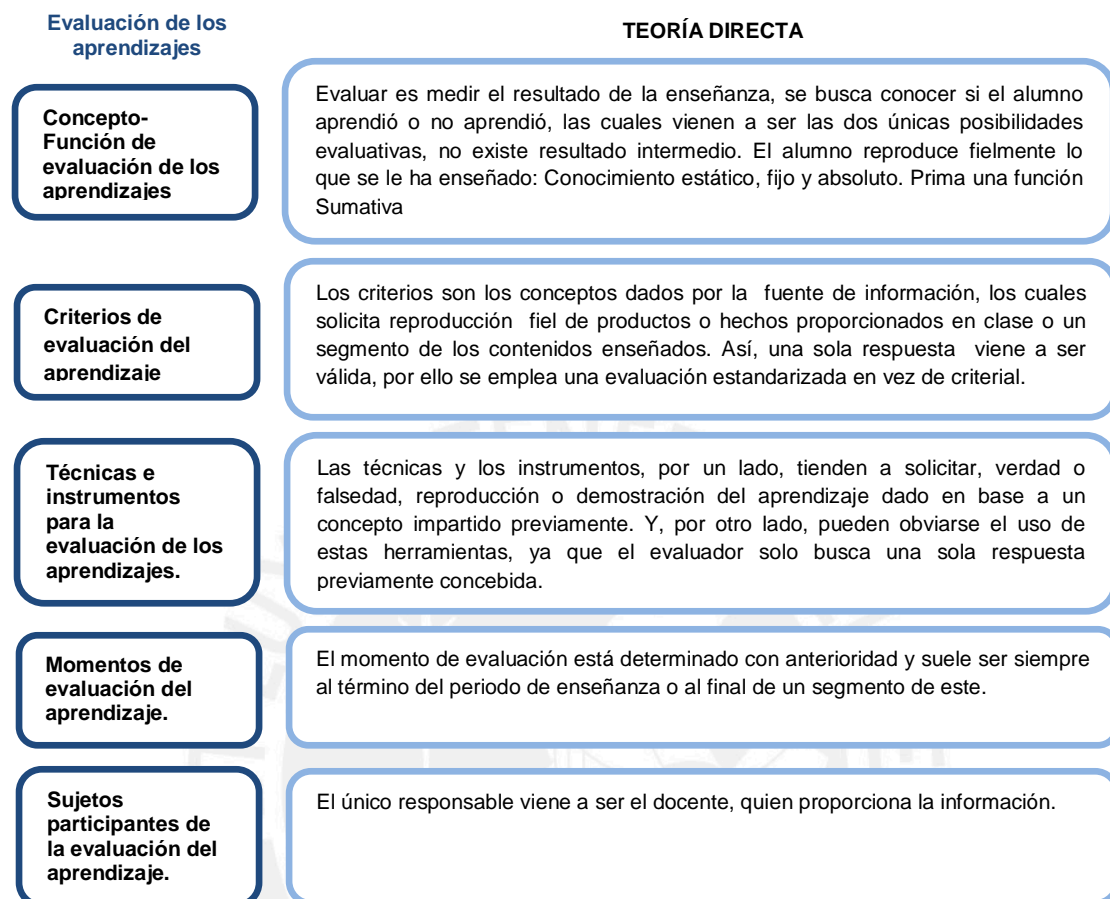 Evaluación de los
aprendizajes
TEORÍA DIRECTA
Concepto-
Función de
evaluación de los
aprendizajes
Evaluar es medir el resultado de la enseñanza, se busca conocer si el alumno
aprendió o no aprendió, las cuales vienen a ser las dos únicas posibilidades
evaluativas, no existe resultado intermedio. El alumno reproduce fielmente lo
que se le ha enseñado: Conocimiento estático, fijo y absoluto. Prima una función
Sumativa
Criterios de
evaluación del
aprendizaje
Los criterios son los conceptos dados por la fuente de información, los cuales
solicita reproducción fiel de productos o hechos proporcionados en clase o un
segmento de los contenidos enseñados. Así, una sola respuesta viene a ser
válida, por ello se emplea una evaluación estandarizada en vez de criterial.
Técnicas e
instrumentos
para la
evaluación de los
aprendizajes.
Las técnicas y los instrumentos, por un lado, tienden a solicitar, verdad o
falsedad, reproducción o demostración del aprendizaje dado en base a un
concepto impartido previamente. Y, por otro lado, pueden obviarse el uso de
estas herramientas, ya que el evaluador solo busca una sola respuesta
previamente concebida.
Momentos de
evaluación del
aprendizaje.
El momento de evaluación está determinado con anterioridad y suele ser siempre
al término del periodo de enseñanza o al final de un segmento de este.
Sujetos
participantes de
la evaluación del
aprendizaje.
El único responsable viene a ser el docente, quien proporciona la información.